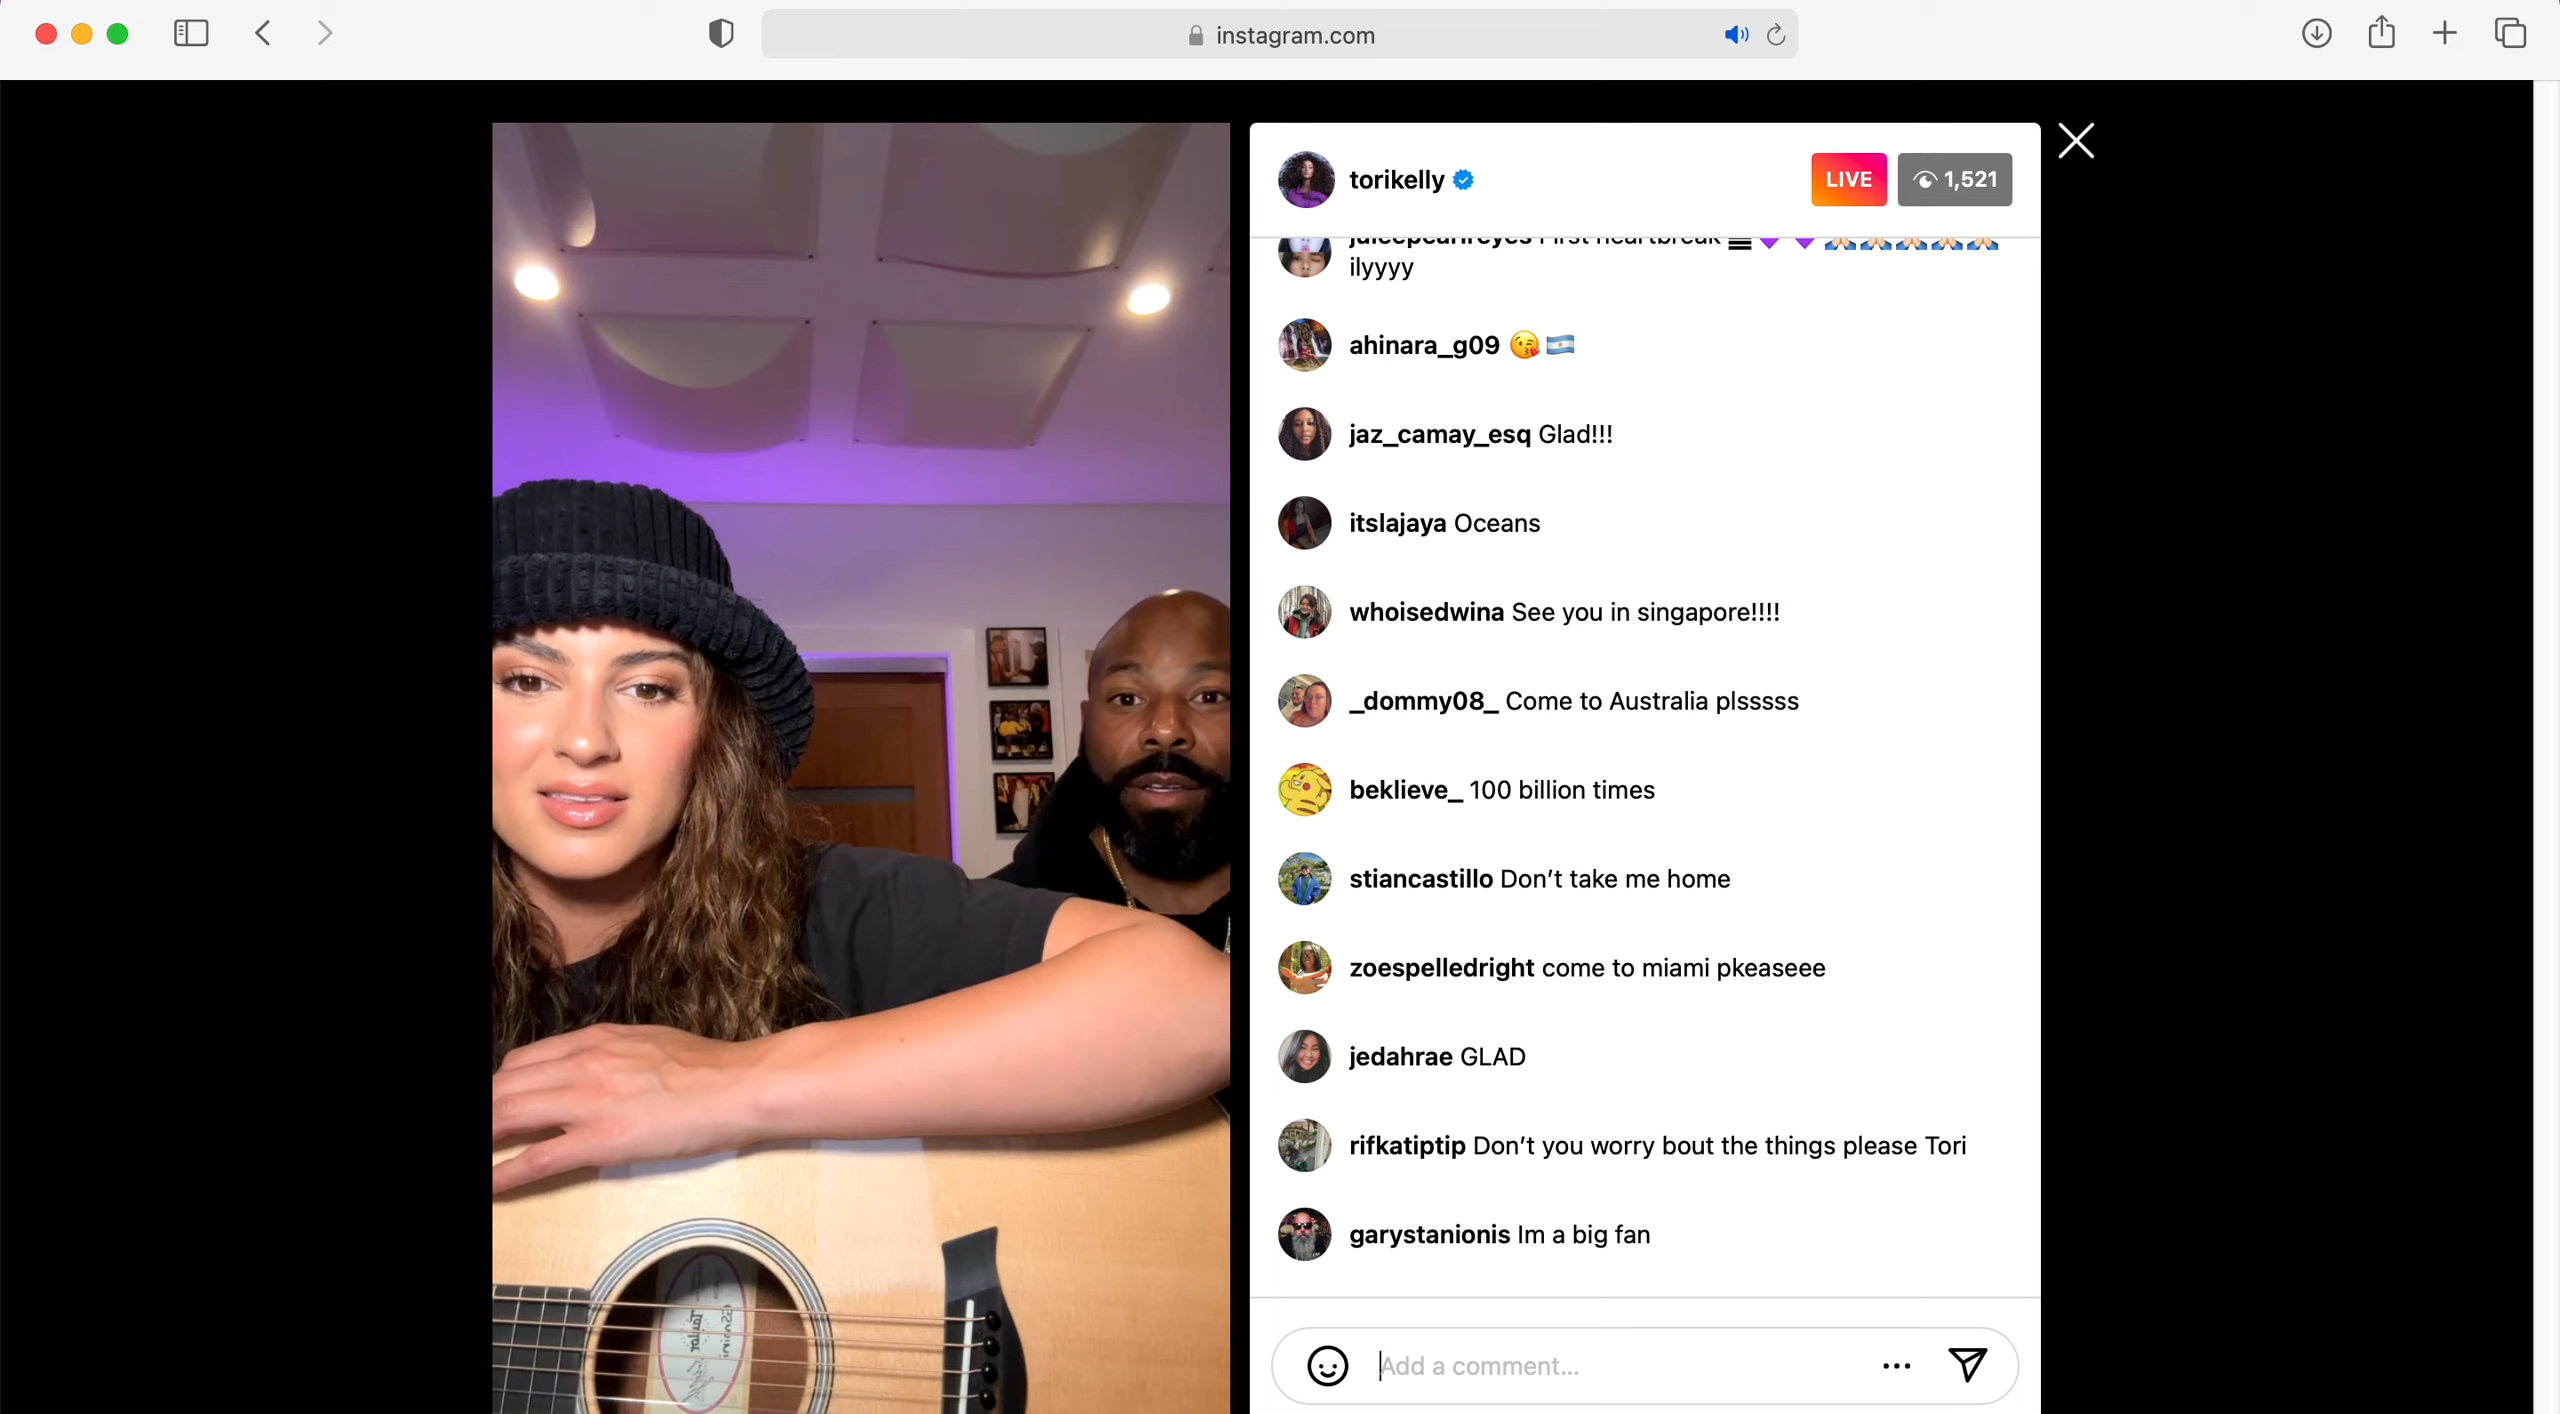 instagram.com
torikelly
LIVE
1,521
ilyyyy
ahinara_g09 😘🇦🇷
jaz_camay_esq Glad!!!
itslajaya Oceans
whoisedwina See you in singapore!!!!
_dommy08_ Come to Australia plsssss
beklieve_ 100 billion times
stiancastillo Don’t take me home
zoespelledright come to miami pkeaseee
jedahrae GLAD
rifkatiptip Don’t you worry bout the things please Tori
garystanionis Im a big fan
Add a comment...
Taylor